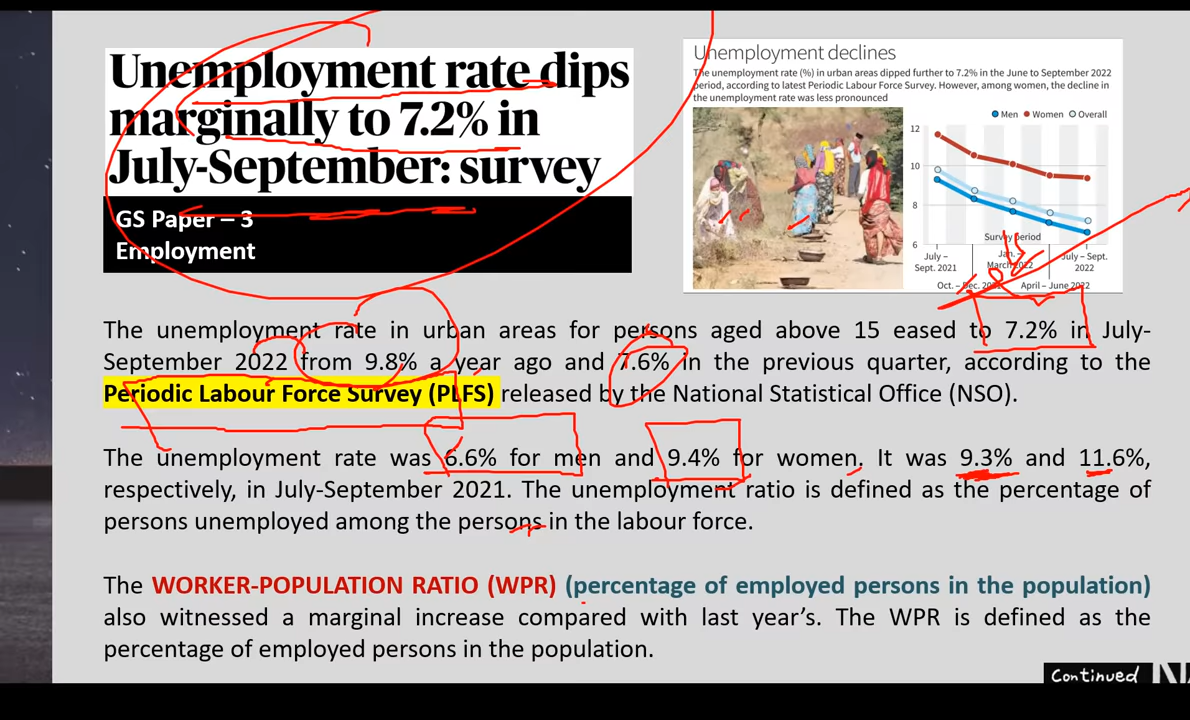 Unemployment rate dips
marginally to 7.2% in
July-September: survey
GS Paper – 3
Employment
Unemployment declines
The unemployment rate (%) in urban areas dipped further to 7.2% in the June to September 2022
period, according to latest Periodic Labour Force Survey. However, among women, the decline in
the unemployment rate was less pronounced
Men Women Overall
12
10
8
6
Survey period
July – Sept. 2021
Jan. – March 2022
July – Sept. 2022
Oct. – Dec. 2021
April – June 2022
The unemployment rate in urban areas for persons aged above 15 eased to 7.2% in July-
September 2022 from 9.8% a year ago and 7.6% in the previous quarter, according to the
Periodic Labour Force Survey (PLFS) released by the National Statistical Office (NSO).
The unemployment rate was 6.6% for men and 9.4% for women. It was 9.3% and 11.6%,
respectively, in July-September 2021. The unemployment ratio is defined as the percentage of
persons unemployed among the persons in the labour force.
The WORKER-POPULATION RATIO (WPR) (percentage of employed persons in the population)
also witnessed a marginal increase compared with last year's. The WPR is defined as the
percentage of employed persons in the population.
Continued